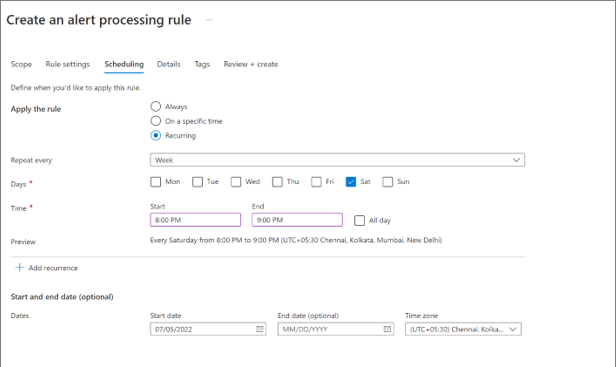 Create an alert processing rule ...
Scope Rule settings Scheduling Details Tags Review + create
Define when you'd like to apply this rule.
Apply the rule
Always
On a specific time
Recurring
Repeat every Week
Days * Mon Tue Wed Thu Fri Sat Sun
Start End
Time * 8:00 PM 9:00 PM All day
Preview Every Saturday from 8:00 PM to 9:00 PM (UTC+05:30 Chennai, Kolkata, Mumbai, New Delhi)
+ Add recurrence
Start and end date (optional)
Dates Start date End date (optional) Time zone
07/05/2022 MM/DD/YYYY (UTC+05:30) Chennai, Kolka...